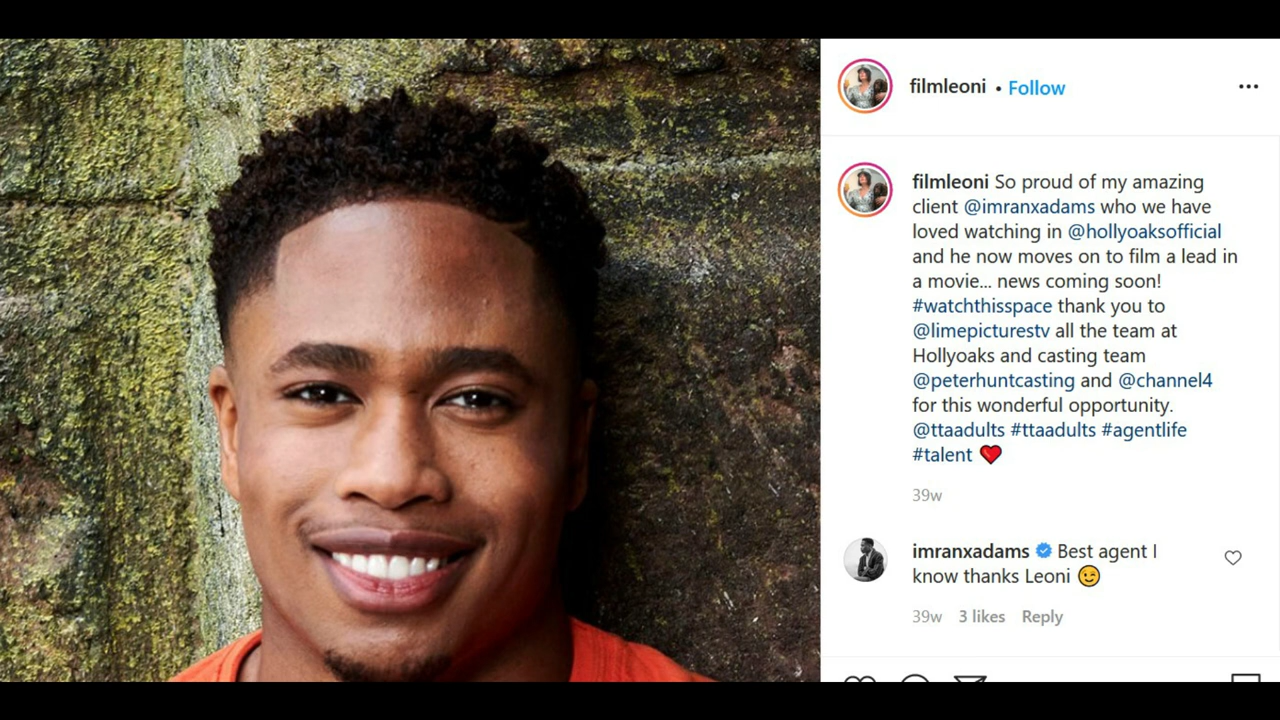 filmleoni • Follow
filmleoni So proud of my amazing
client @imranxadams who we have
loved watching in @hollyoaksofficial
and he now moves on to film a lead in
a movie... news coming soon!
#watchthisspace thank you to
@limepicturestv all the team at
Hollyoaks and casting team
@peterhuntcasting and @channel4
for this wonderful opportunity.
@ttaadults #ttaadults #agentlife
#talent ❤️
39w
imranxadams Best agent I
know thanks Leoni 😉
39w 3 likes Reply